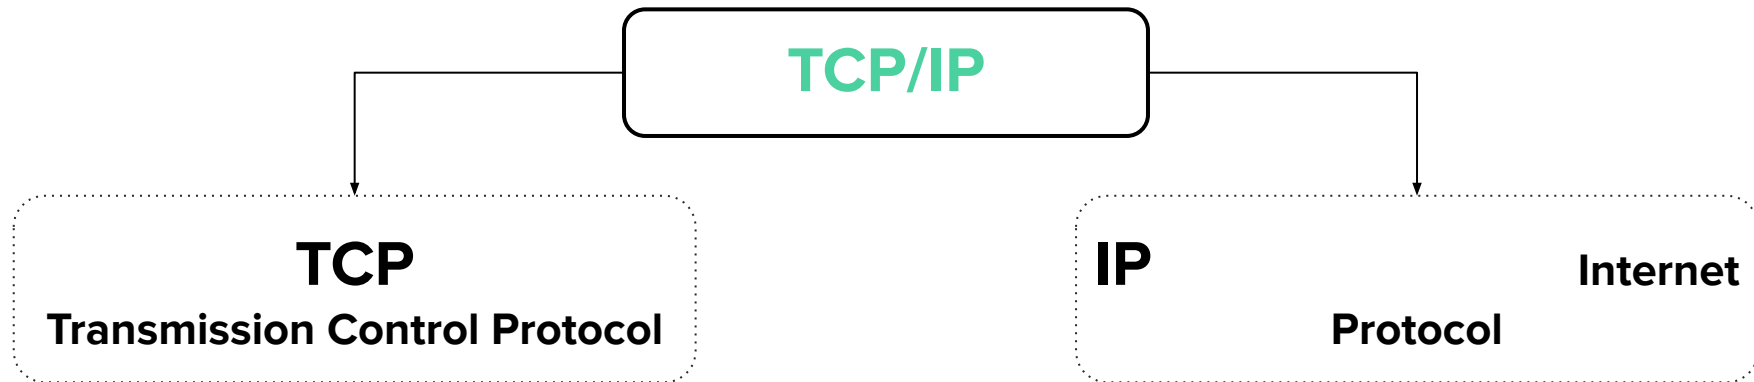 TCP/IP
TCP
Transmission Control Protocol
IP Internet
Protocol